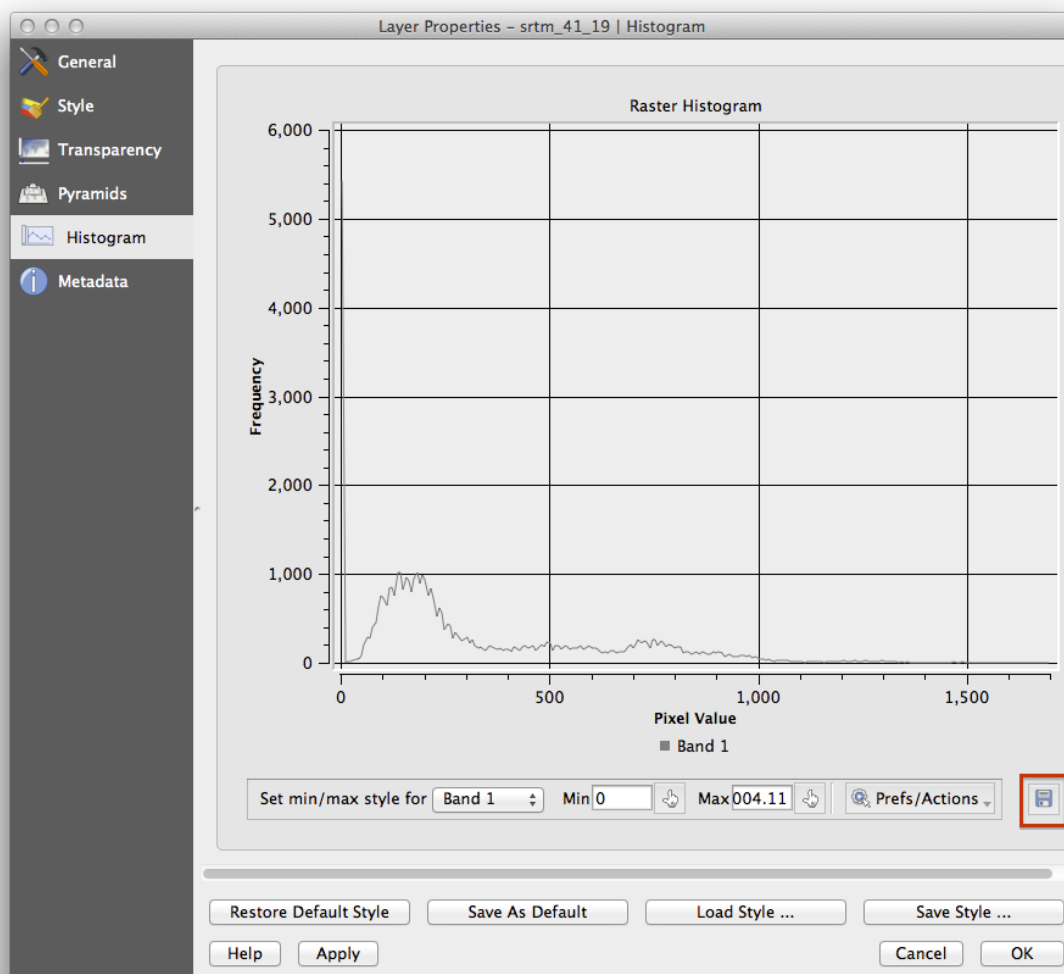 Layer Properties – srtm_41_19 | Histogram
General
Style
Transparency
Pyramids
Histogram
Metadata
Raster Histogram
6,000
5,000
4,000
3,000
2,000
1,000
0
Frequency
0 500 1,000 1,500
Pixel Value
Band 1
Set min/max style for Band 1 Min 0 Max 004.11 Prefs/Actions
Restore Default Style Save As Default Load Style ... Save Style ...
Help Apply Cancel OK